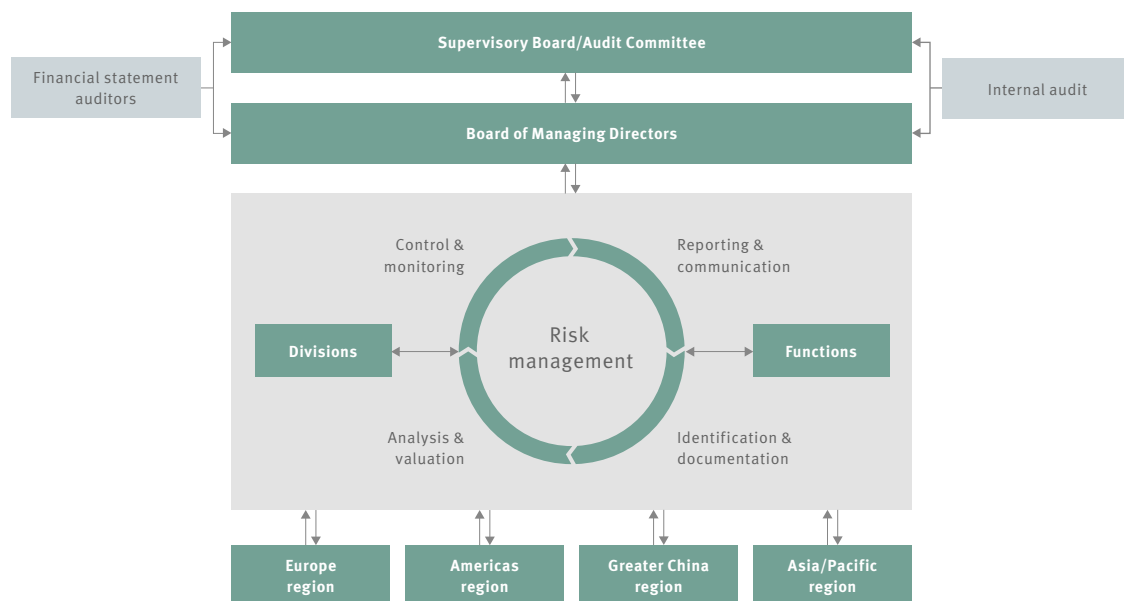 Supervisory Board/Audit Committee
Financial statement
auditors
Internal audit
Board of Managing Directors
Control &
monitoring
Reporting &
communication
Divisions
Risk
management
Functions
Analysis &
valuation
Identification &
documentation
Europe
region
Americas
region
Greater China
region
Asia/Pacific
region